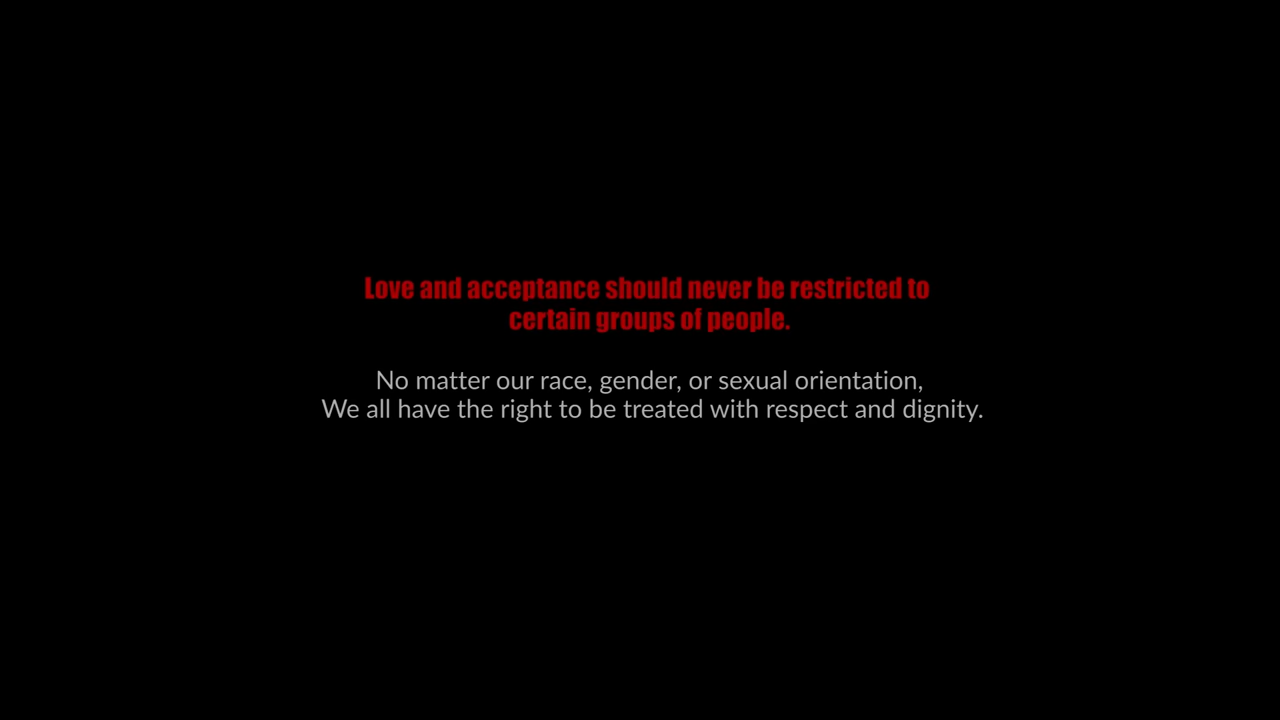 Love and acceptance should never be restricted to
certain groups of people.
No matter our race, gender, or sexual orientation,
We all have the right to be treated with respect and dignity.